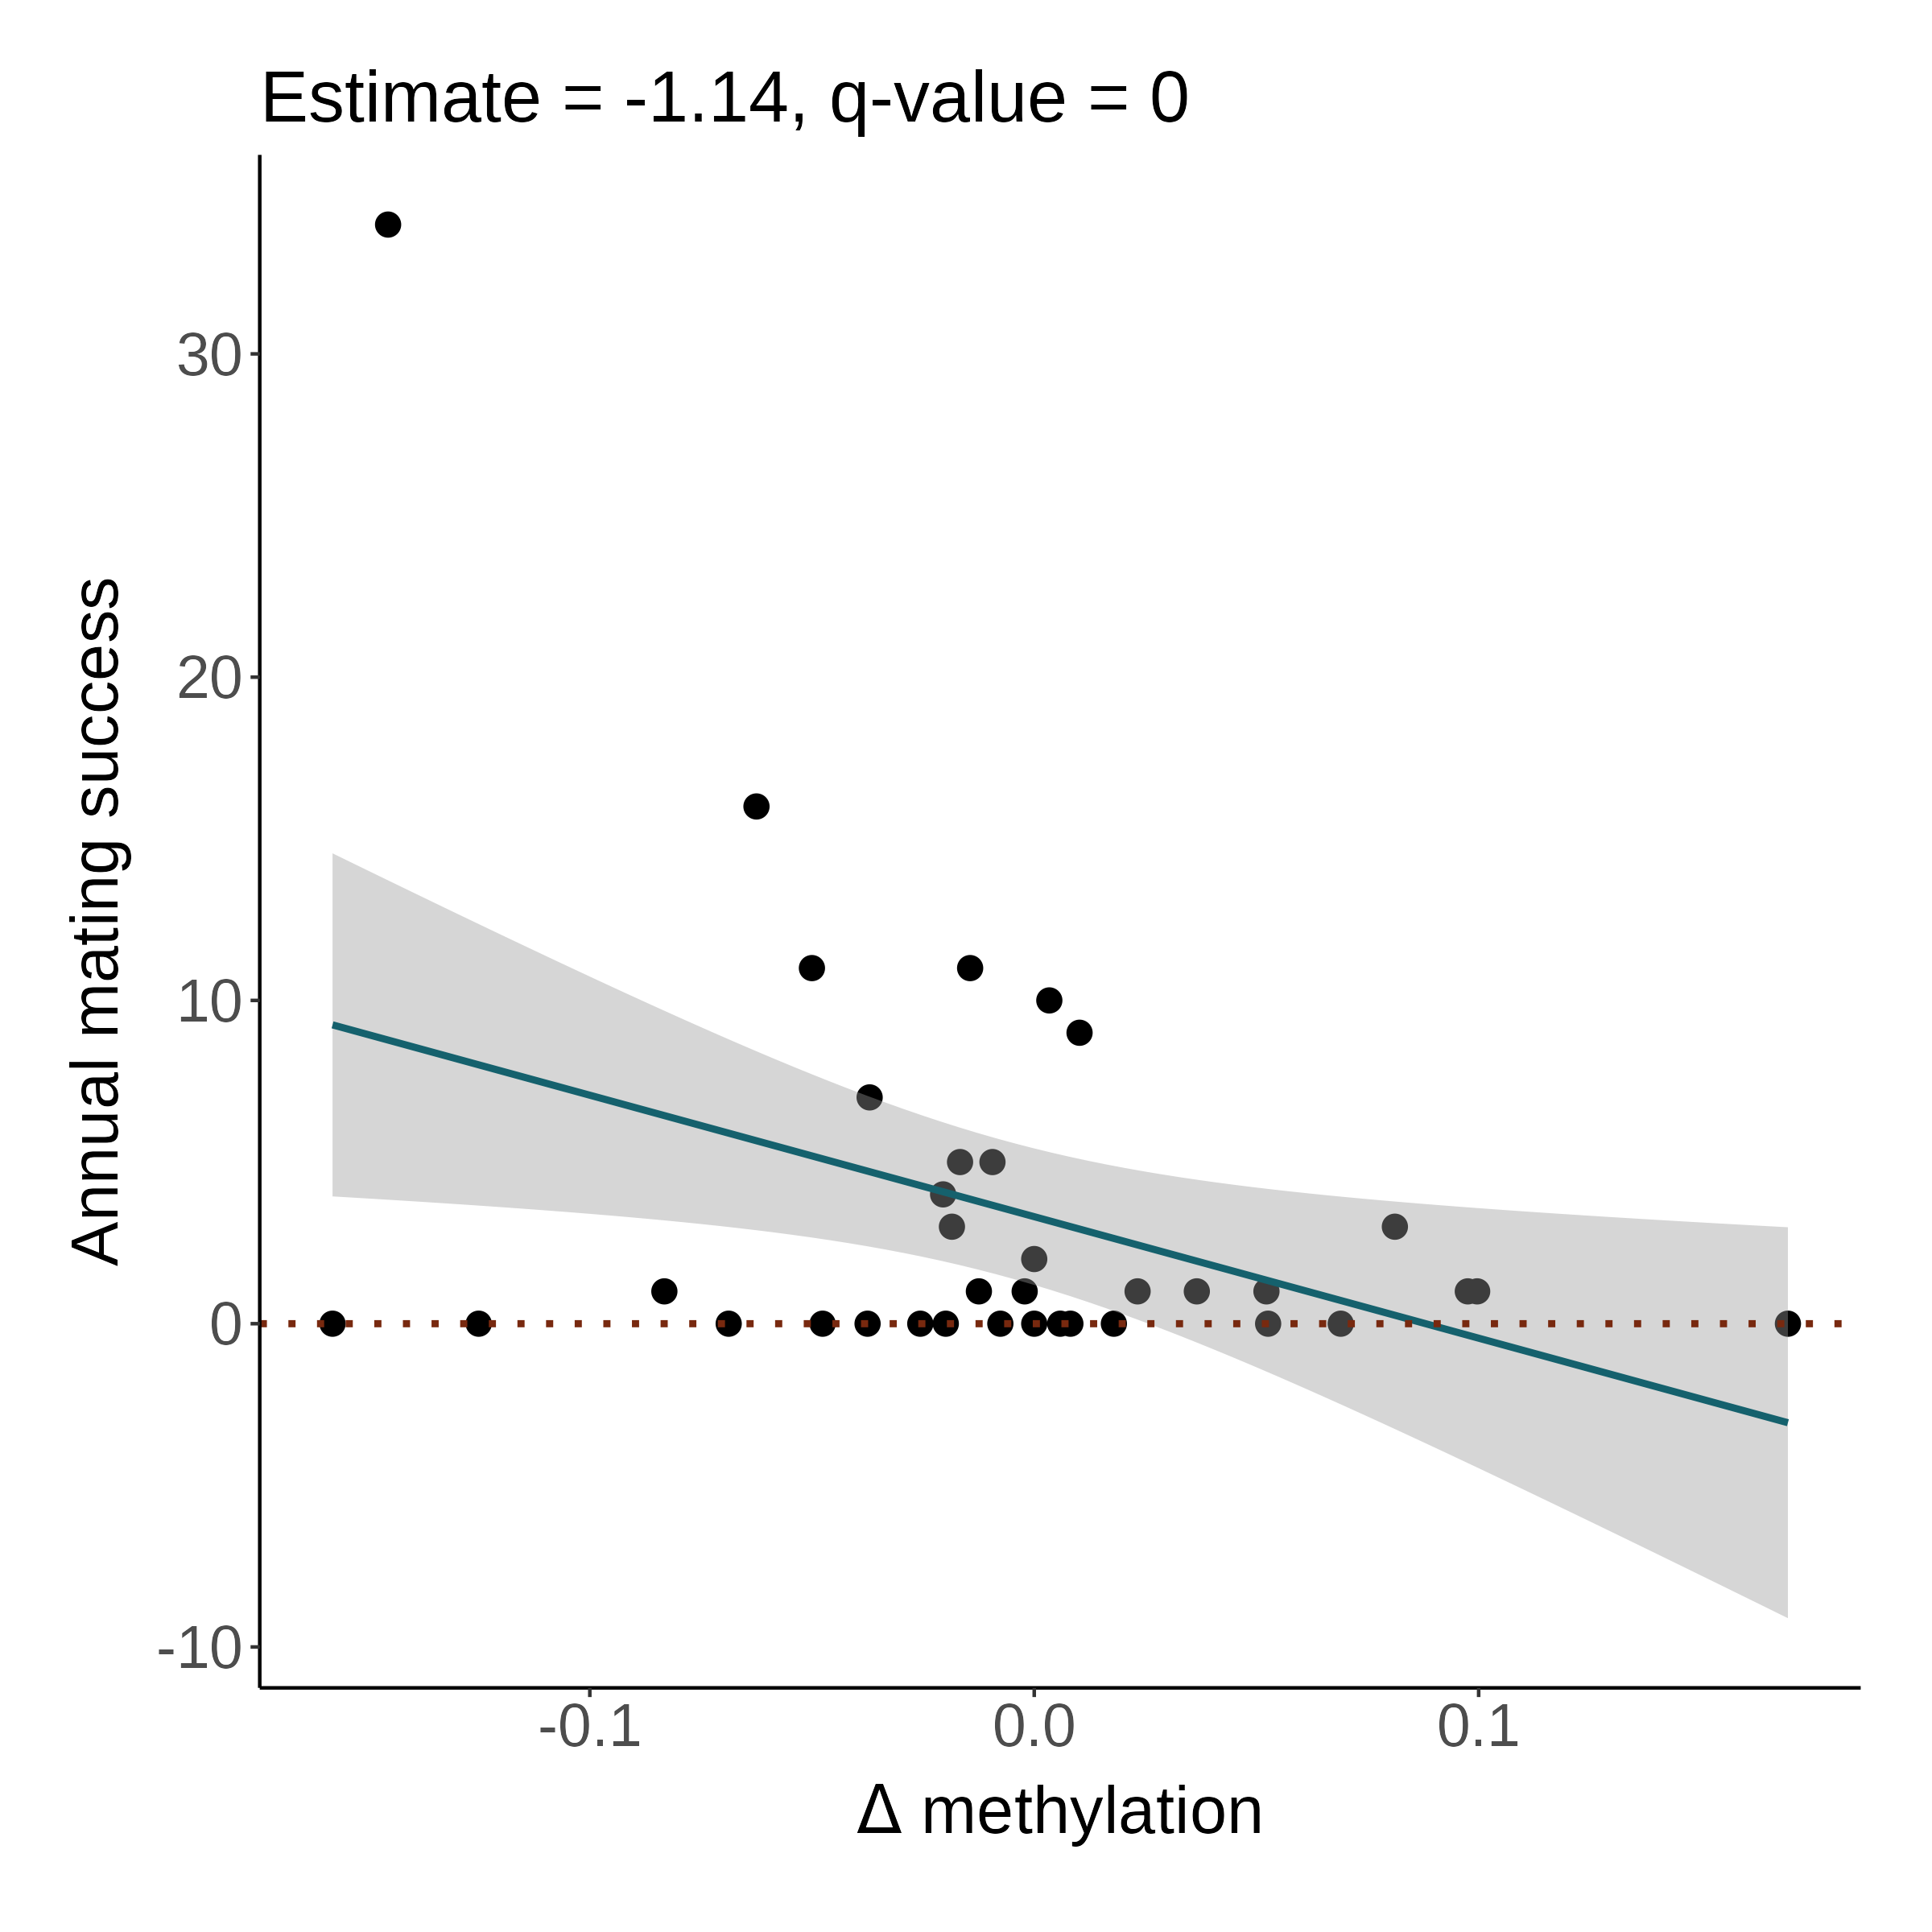 Estimate = -1.14, q-value = 0
Annual mating success
30
20
10
0
-10
-0.1 0.0 0.1
Δ methylation